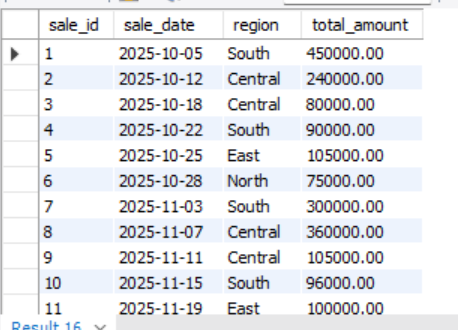 sale_id sale_date region total_amount
1 2025-10-05 South 450000.00
2 2025-10-12 Central 240000.00
3 2025-10-18 Central 80000.00
4 2025-10-22 South 90000.00
5 2025-10-25 East 105000.00
6 2025-10-28 North 75000.00
7 2025-11-03 South 300000.00
8 2025-11-07 Central 360000.00
9 2025-11-11 Central 105000.00
10 2025-11-15 South 96000.00
11 2025-11-19 East 100000.00
Result 16